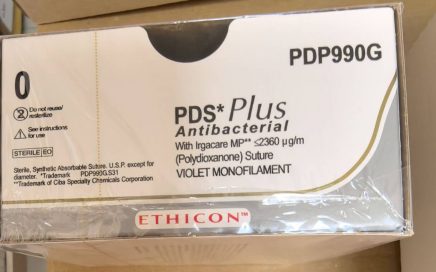 PDP990G
0
Do not reuse/
resterilize
See instructions
for use
STERILE EO
PDS* Plus
Antibacterial
With Irgacare MP** ≤2360 µg/m
(Polydioxanone) Suture
VIOLET MONOFILAMENT
Sterile, Synthetic Absorbable Suture. U.S.P. except for
diameter. *Trademark PDP990G.S31
**Trademark of Ciba Specialty Chemicals Corporation
ETHICON™